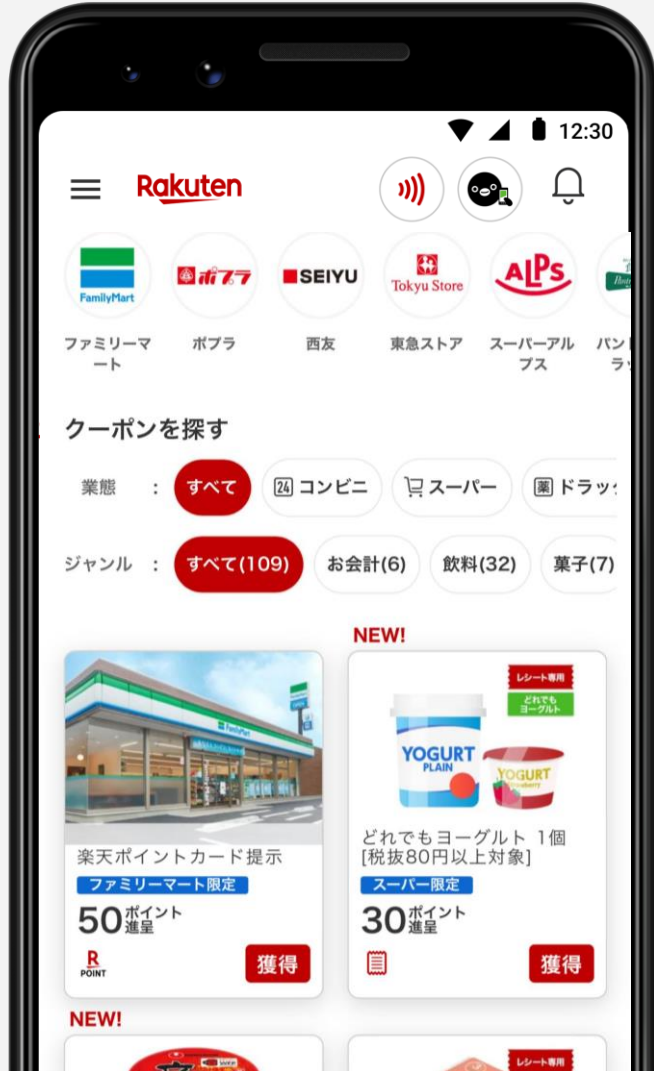 12:30
Rakuten
FamilyMart
ポプラ
SEIYU
Tokyu Store
ALPS
ファミリーマート
ポプラ
西友
東急ストア
スーパーアルプス
クーポンを探す
業態 : すべて 24 コンビニ スーパー 薬 ドラッ
ジャンル : すべて(109) お会計(6) 飲料(32) 菓子(7)
NEW!
FamilyMart
楽天ポイントカード提示
ファミリーマート限定
50ポイント進呈
R
POINT
獲得
レシート専用
どれでも
ヨーグルト
YOGURT
PLAIN
YOGURT
Strawberry
どれでもヨーグルト 1個
[税抜80円以上対象]
スーパー限定
30ポイント進呈
獲得
NEW!
辛
レシート専用